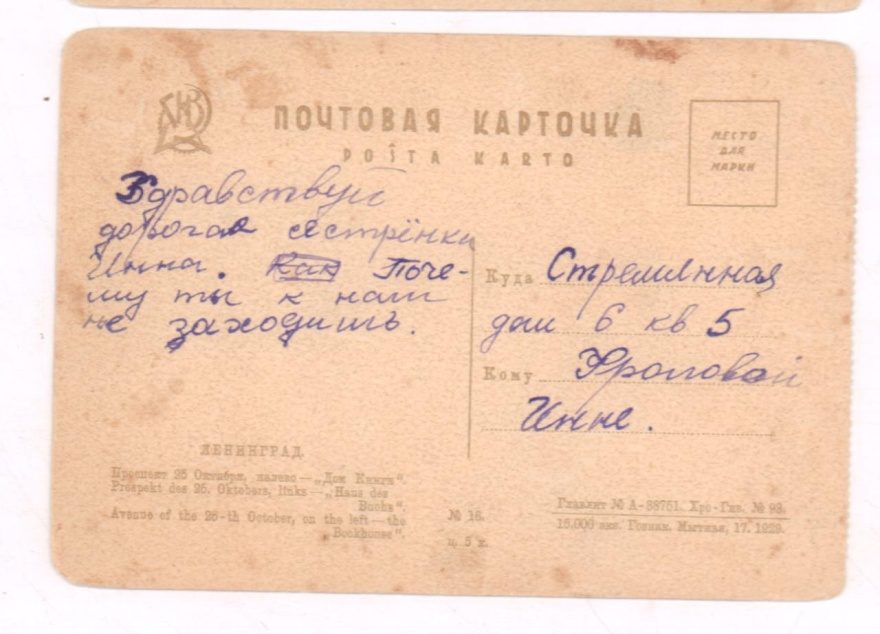 ГИЗ
ПОЧТОВАЯ КАРТОЧКА
POŜTA KARTO
МЕСТО
ДЛЯ
МАРКИ
Здравствуй
дорогая сестрёнка
Инна. Как Поче-
му ты к нам
не заходишь.
Куда Стремянная
дом 6 кв 5
Кому Фроловой
Инне.
ЛЕНИНГРАД.
Проспект 25 Октября, налево—„Дом Книги".
Prospekt des 25. Oktobers, links—„Haus des
Buchs".
Avenue of the 25-th October, on the left—the
„Bookhouse".
№ 16.
ц. 5 к.
Главлит № А-38751. Хро-Гиз. № 93.
15.000 экз. Гознак. Мытная, 17. 1929.